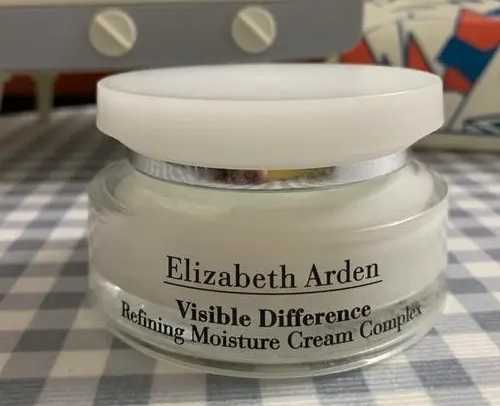 Elizabeth Arden
Visible Difference
Refining Moisture Cream Complex